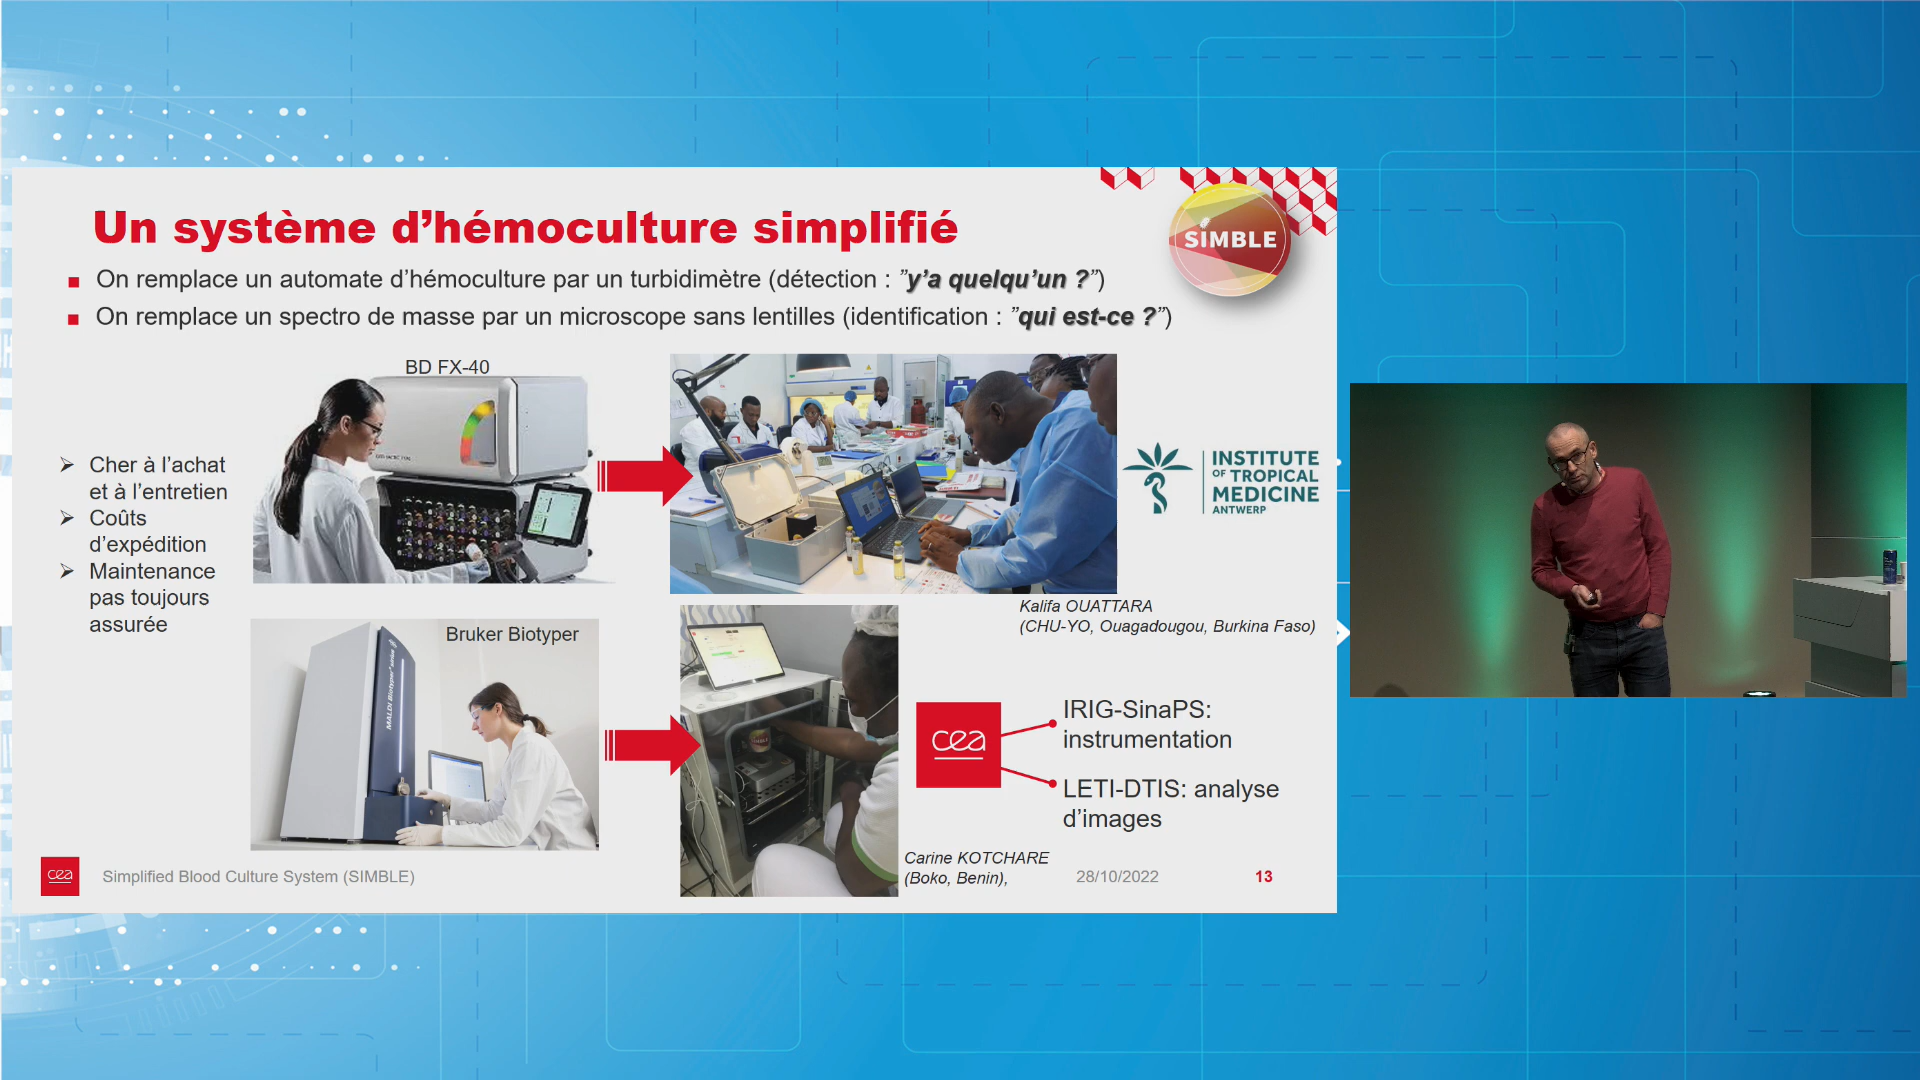 Un système d’hémoculture simplifié
SIMBLE
On remplace un automate d’hémoculture par un turbidimètre (détection : ”y’a quelqu’un ?”)
On remplace un spectro de masse par un microscope sans lentilles (identification : ”qui est-ce ?”)
BD FX-40
Cher à l’achat
et à l’entretien
Coûts
d’expédition
Maintenance
pas toujours
assurée
INSTITUTE
OF TROPICAL
MEDICINE
ANTWERP
Kalifa OUATTARA
(CHU-YO, Ouagadougou, Burkina Faso)
Bruker Biotyper
MALDI Biotyper
SIMBLE
cea
IRIG-SinaPS:
instrumentation
LETI-DTIS: analyse
d’images
Carine KOTCHARE
(Boko, Benin),
cea
Simplified Blood Culture System (SIMBLE)
28/10/2022
13